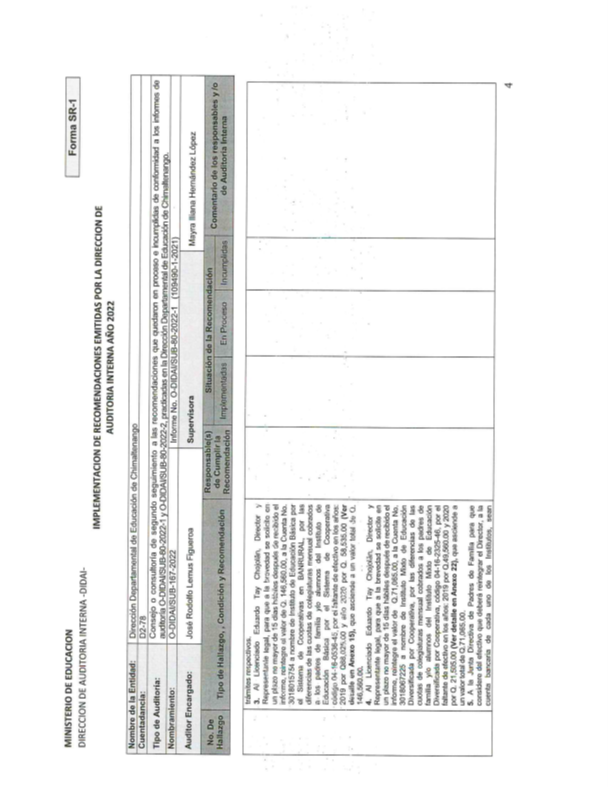 MINISTERIO DE EDUCACION
DIRECCION DE AUDITORIA INTERNA -DIDAI-
Forma SR-1
IMPLEMENTACION DE RECOMENDACIONES EMITIDAS POR LA DIRECCION DE
AUDITORIA INTERNA AÑO 2022
Nombre de la Entidad: Dirección Departamental de Educación de Chimaltenango
Cuentadancia: D2-78
Tipo de Auditoría: Consejo o consultoría de segundo seguimiento a las recomendaciones que quedaron en proceso e incumplidas de conformidad a los informes de
auditoría O-DIDAI/SUB-80-2022-1 y O-DIDAI/SUB-80-2022-2, practicadas en la Dirección Departamental de Educación de Chimaltenango.
Nombramiento: O-DIDAI/SUB-167-2022 Informe No. O-DIDAI/SUB-80-2022-1 (109490-1-2021)
Auditor Encargado: José Rodolfo Lemus Figueroa Supervisora Mayra Iliana Hernández López
No. De Hallazgo
Tipo de Hallazgo, , Condición y Recomendación
Responsable(s) de Cumplir la Recomendación
Situación de la Recomendación
Implementadas En Proceso Incumplidas
Comentario de los responsables y/o de Auditoría Interna
trámites respectivos.
3. Al Licenciado Eduardo Tay Chojolán, Director y
Representante legal, para que a la brevedad se solicite en
un plazo no mayor de 15 días hábiles después de recibido el
informe, reintegre el valor de Q.146,560.00, a la Cuenta No.
3018015734 a nombre de Instituto de Educación Básica por
el Sistema de Cooperativas en BANRURAL, por las
diferencias de las cuotas de colegiaturas mensual cobrados
a los padres de familia y/o alumnos del Instituto de
Educación Básica por Sistema de Cooperativa
código 04-16-0036-45, por el faltante de efectivo en los años:
2019 por Q88,025.00 y año 2020 por Q. 58,535.00 (Ver
detalle en Anexo 15), que asciende a un valor total de Q.
146,560.00.
4. Al Licenciado Eduardo Tay Chojolán, Director y
Representante legal, para que a la brevedad se solicite en
un plazo no mayor de 15 días hábiles después de recibido el
informe, reintegre el valor de Q.71,065.00, a la Cuenta No.
3018007225 a nombre de Instituto Mixto de Educación
Diversificada por Cooperativa, por las diferencias de las
cuotas de colegiaturas mensual cobrados a los padres de
familia y/o alumnos del Instituto Mixto de Educación
Diversificada por Cooperativa, código 04-16-2325-46, por el
faltante de efectivo en los años: 2019 por Q.49,560.00 y 2020
por Q. 21,505.00 (Ver detalle en Anexo 22), que asciende a
un valor total de Q.71,065.00.
5. A la Junta Directiva de Padres de Familia para que
considere del efectivo que deberá reintegrar el Director, a la
cuenta bancaria de cada uno de los Institutos, sean
4